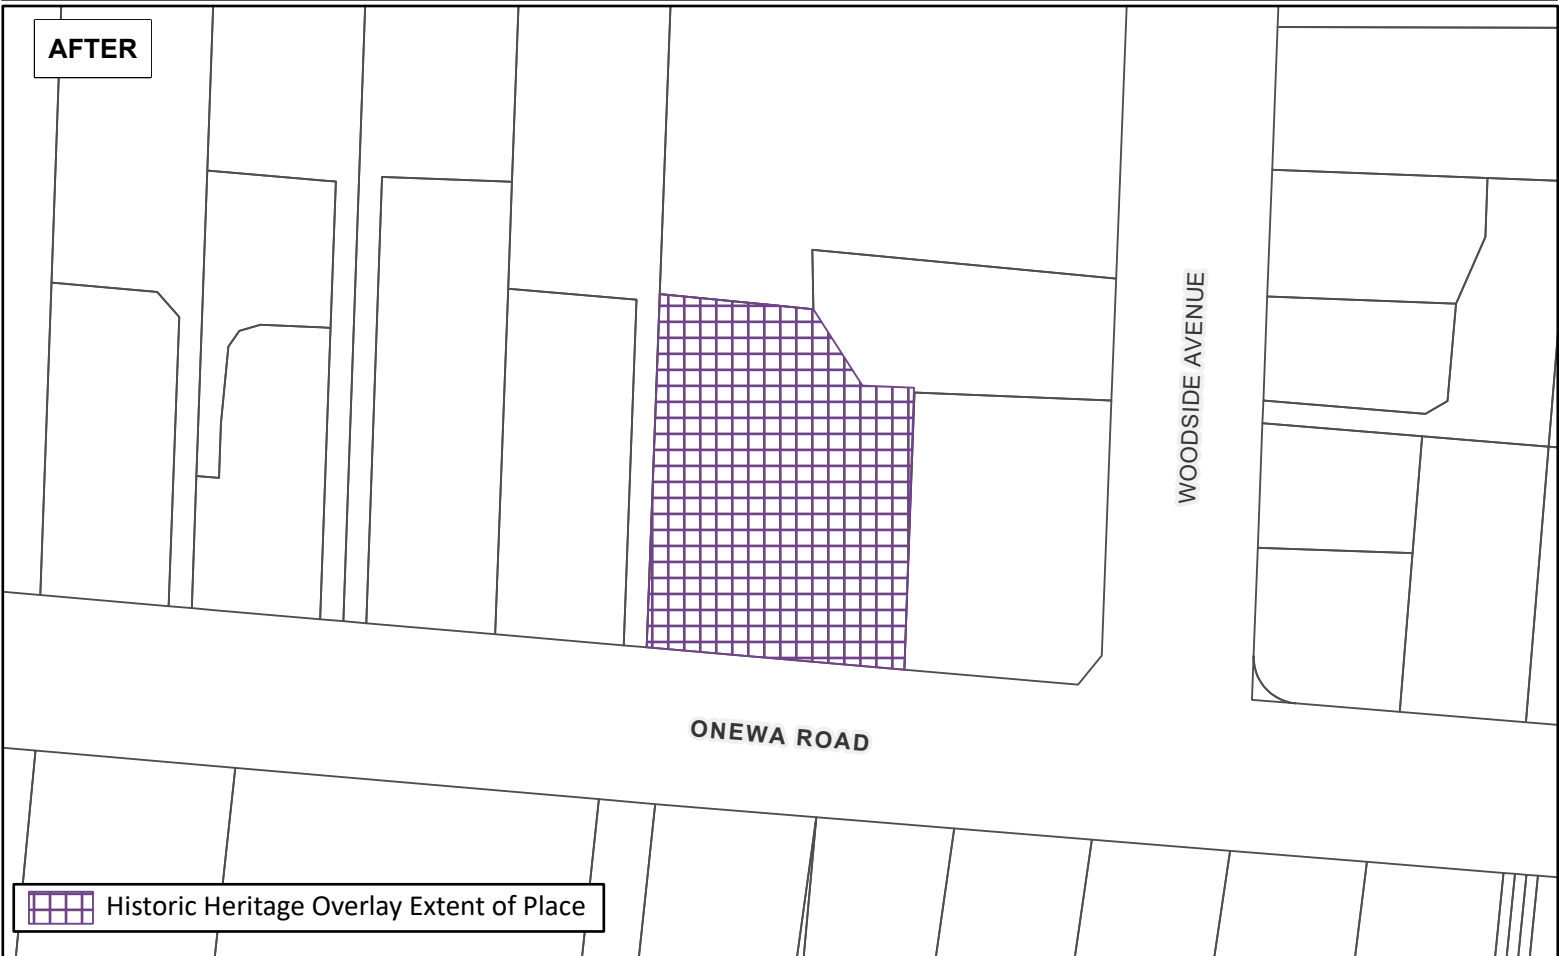 AFTER
WOODSIDE AVENUE
ONEWA ROAD
Historic Heritage Overlay Extent of Place